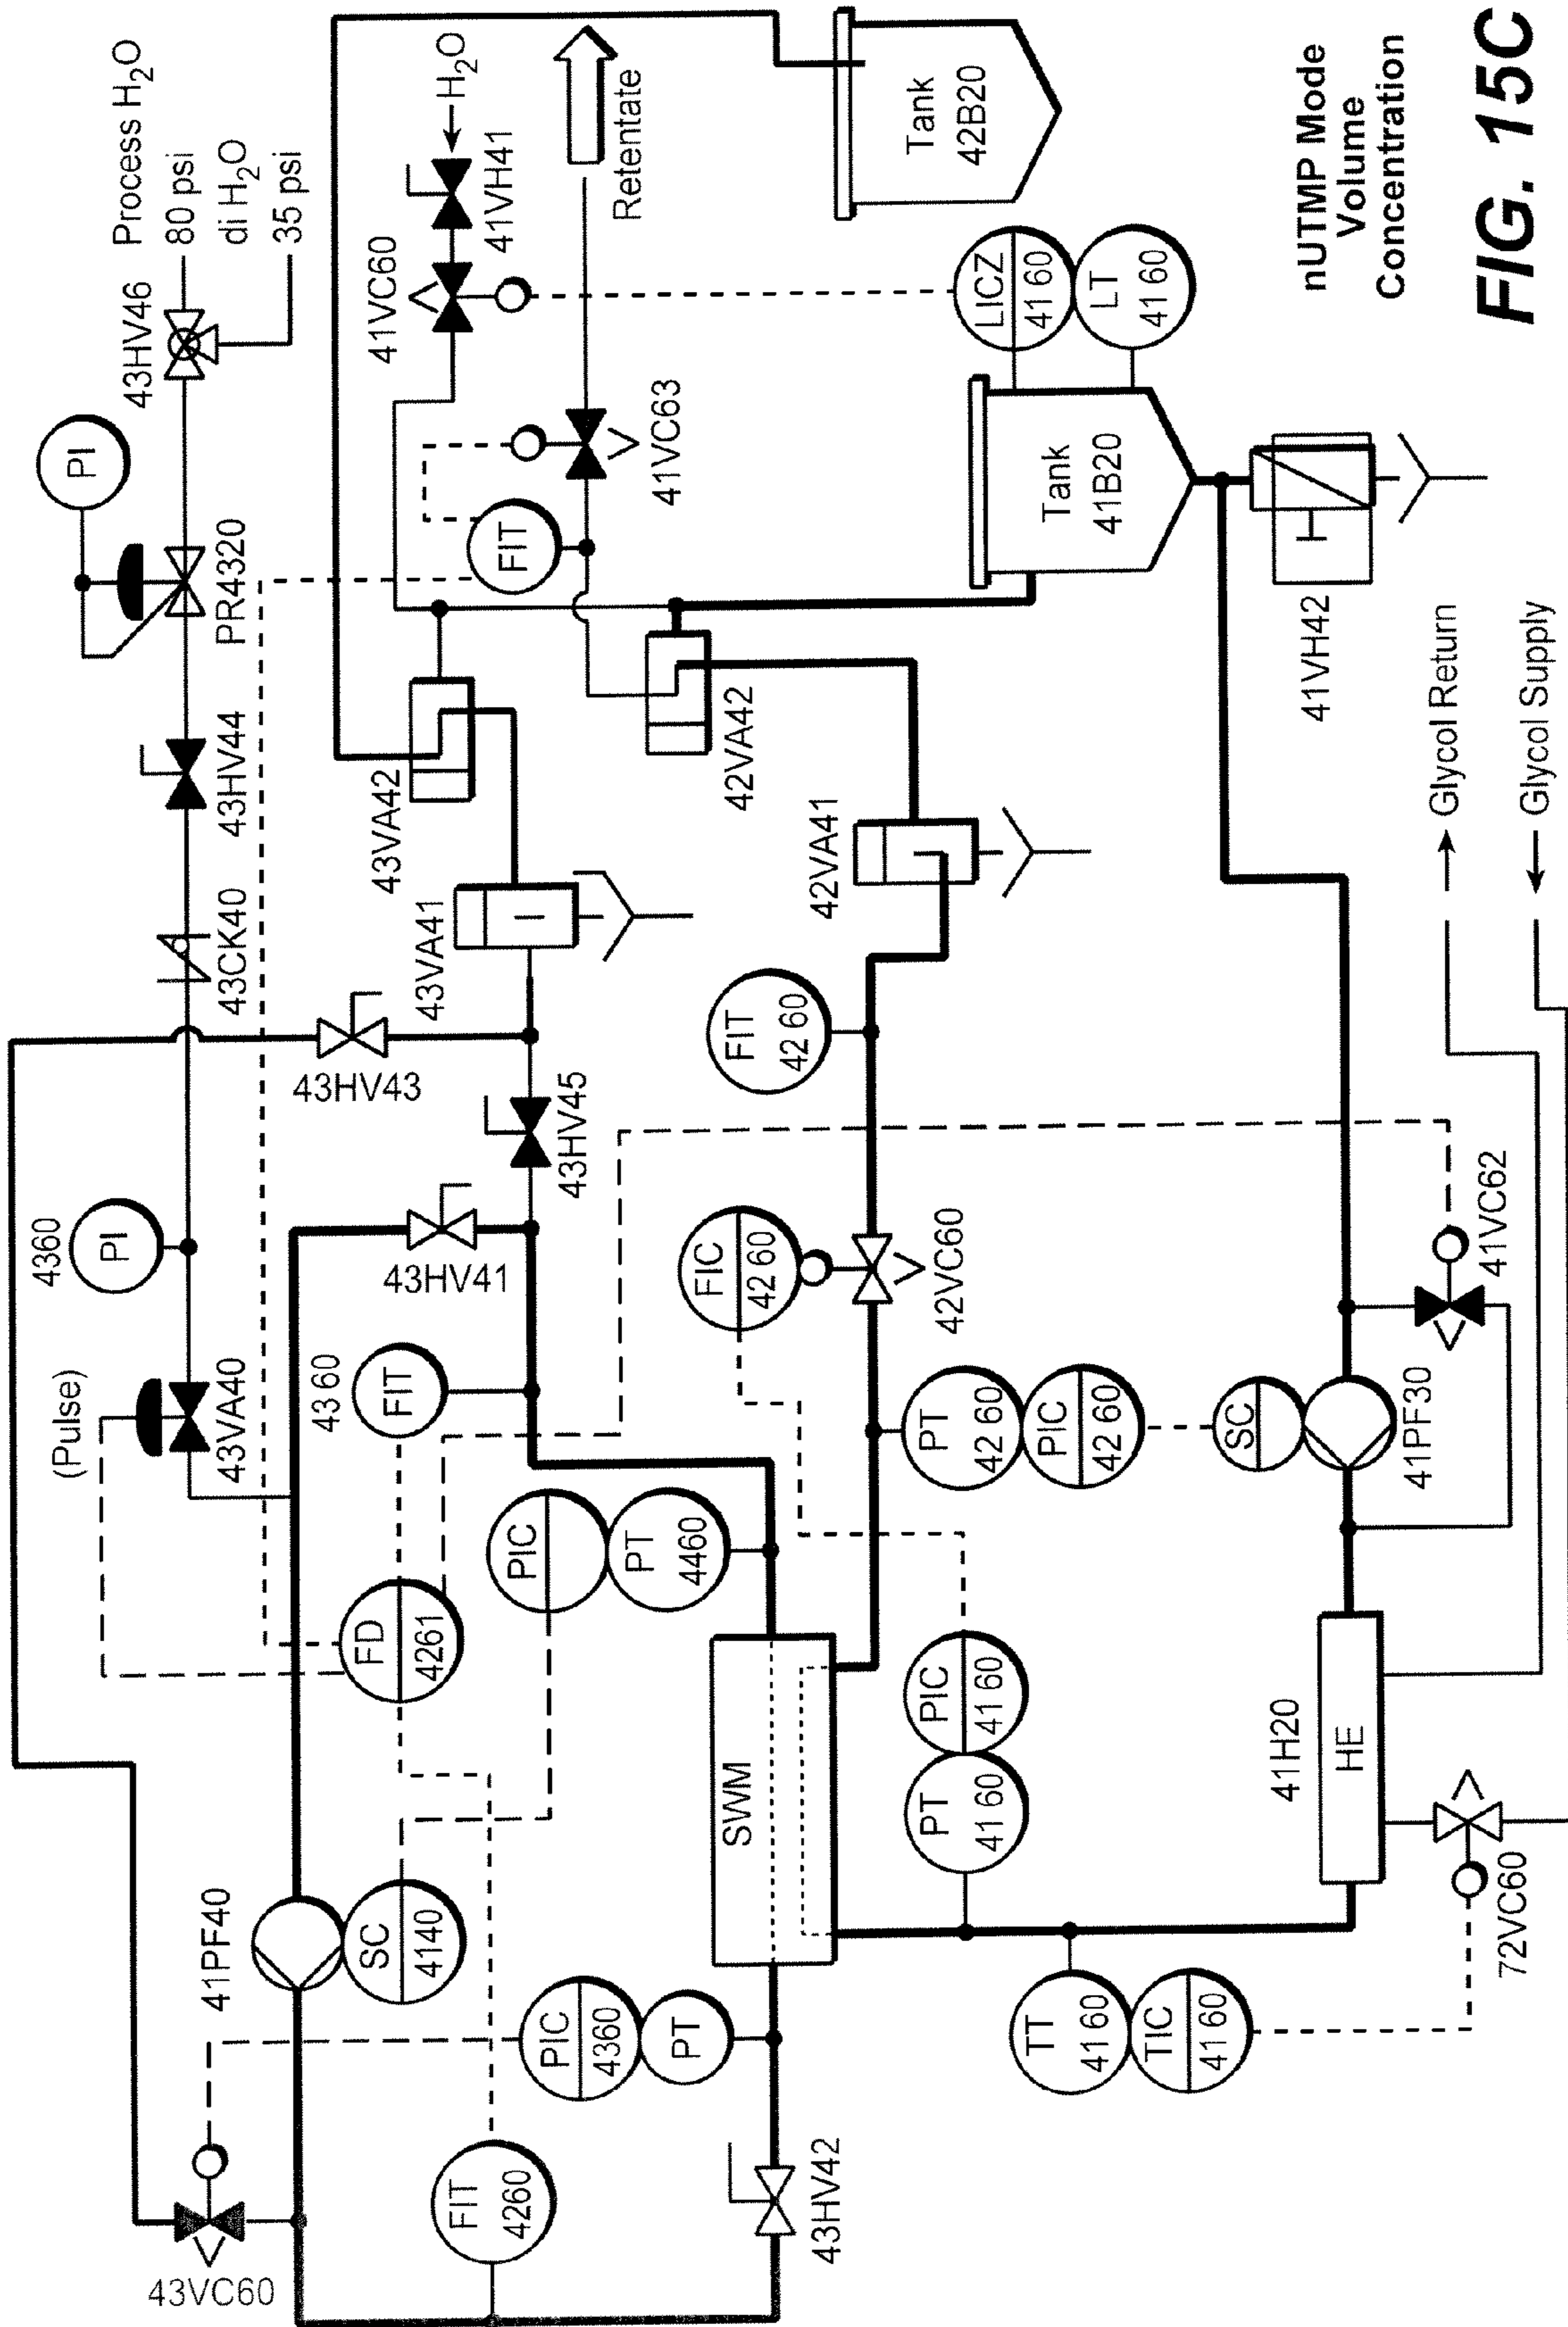 Process H₂O
80 psi
di H₂O
35 psi
43HV46
PI
PR4320
43HV44
43CK40
4360
PI
(Pulse)
43VA40
H₂O
41VH41
41VC60
Retentate
Tank
42B20
41VC63
FIT
43VA42
42VA42
43VA41
42VA41
43HV43
43HV45
43HV41
43 60
FIT
FD
4261
PIC
PT
4460
41PF40
SC
4140
43VC60
FIT
4260
PIC
4360
PT
43HV42
SWM
FIT
42 60
FIC
42 60
42VC60
PT
42 60
PIC
42 60
SC
41PF30
41VC62
PIC
41 60
PT
41 60
TT
41 60
TIC
41 60
41H20
HE
72VC60
LICZ
41 60
LT
41 60
Tank
41B20
H
41VH42
Glycol Return
Glycol Supply
nUTMP Mode
Volume
Concentration
FIG. 15C